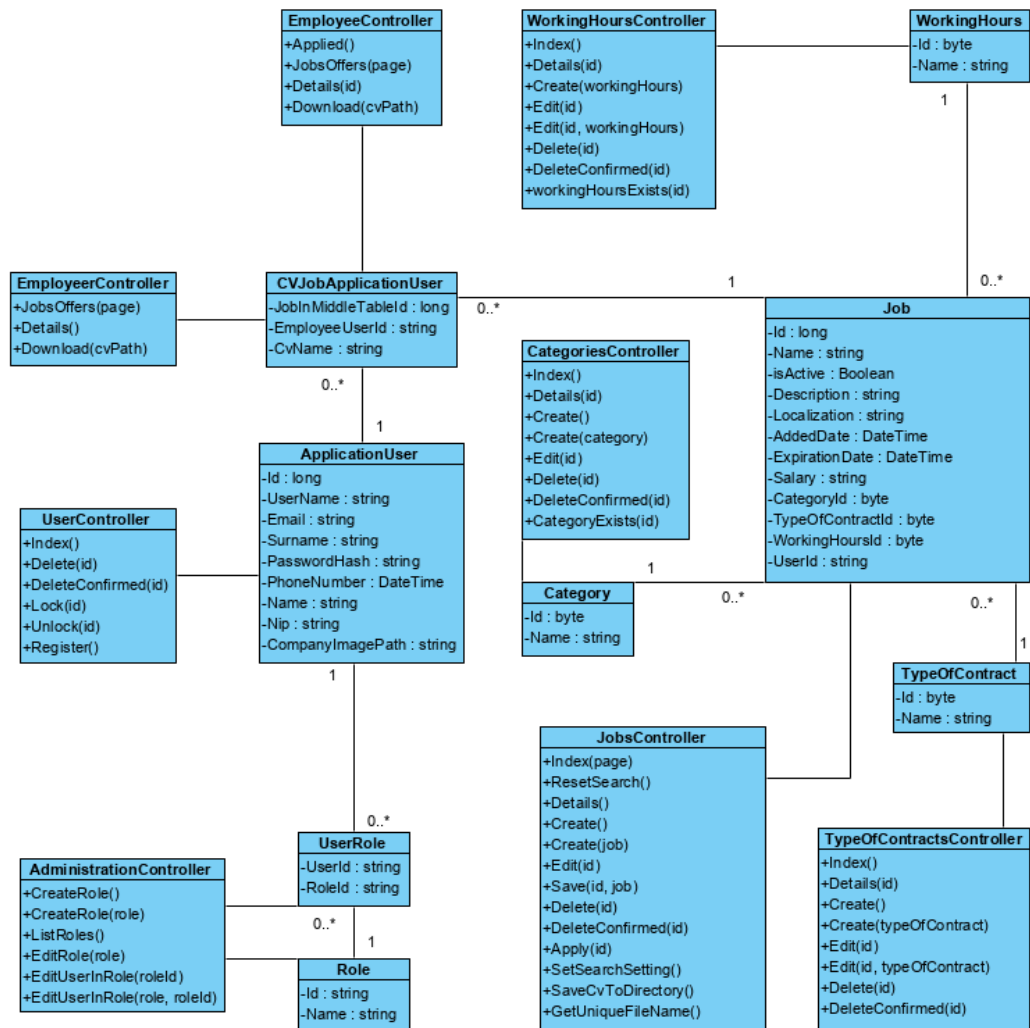 EmployeeController
+Applied()
+JobsOffers(page)
+Details(id)
+Download(cvPath)
WorkingHoursController
+Index()
+Details(id)
+Create(workingHours)
+Edit(id)
+Edit(id, workingHours)
+Delete(id)
+DeleteConfirmed(id)
+workingHoursExists(id)
WorkingHours
-Id : byte
-Name : string
1
0..*
EmployeerController
+JobsOffers(page)
+Details()
+Download(cvPath)
CVJobApplicationUser
-JobInMiddleTableId : long
-EmployeeUserId : string
-CvName : string
1
0..*
0..*
1
CategoriesController
+Index()
+Details(id)
+Create()
+Create(category)
+Edit(id)
+Delete(id)
+DeleteConfirmed(id)
+CategoryExists(id)
Job
-Id : long
-Name : string
-isActive : Boolean
-Description : string
-Localization : string
-AddedDate : DateTime
-ExpirationDate : DateTime
-Salary : string
-CategoryId : byte
-TypeOfContractId : byte
-WorkingHoursId : byte
-UserId : string
ApplicationUser
-Id : long
-UserName : string
-Email : string
-Surname : string
-PasswordHash : string
-PhoneNumber : DateTime
-Name : string
-Nip : string
-CompanyImagePath : string
UserController
+Index()
+Delete(id)
+DeleteConfirmed(id)
+Lock(id)
+Unlock(id)
+Register()
1
0..*
Category
-Id : byte
-Name : string
0..*
1
TypeOfContract
-Id : byte
-Name : string
1
0..*
JobsController
+Index(page)
+ResetSearch()
+Details()
+Create()
+Create(job)
+Edit(id)
+Save(id, job)
+Delete(id)
+DeleteConfirmed(id)
+Apply(id)
+SetSearchSetting()
+SaveCvToDirectory()
+GetUniqueFileName()
TypeOfContractsController
+Index()
+Details(id)
+Create()
+Create(typeOfContract)
+Edit(id)
+Edit(id, typeOfContract)
+Delete(id)
+DeleteConfirmed(id)
UserRole
-UserId : string
-RoleId : string
AdministrationController
+CreateRole()
+CreateRole(role)
+ListRoles()
+EditRole(role)
+EditUserInRole(roleId)
+EditUserInRole(role, roleId)
0..*
1
Role
-Id : string
-Name : string